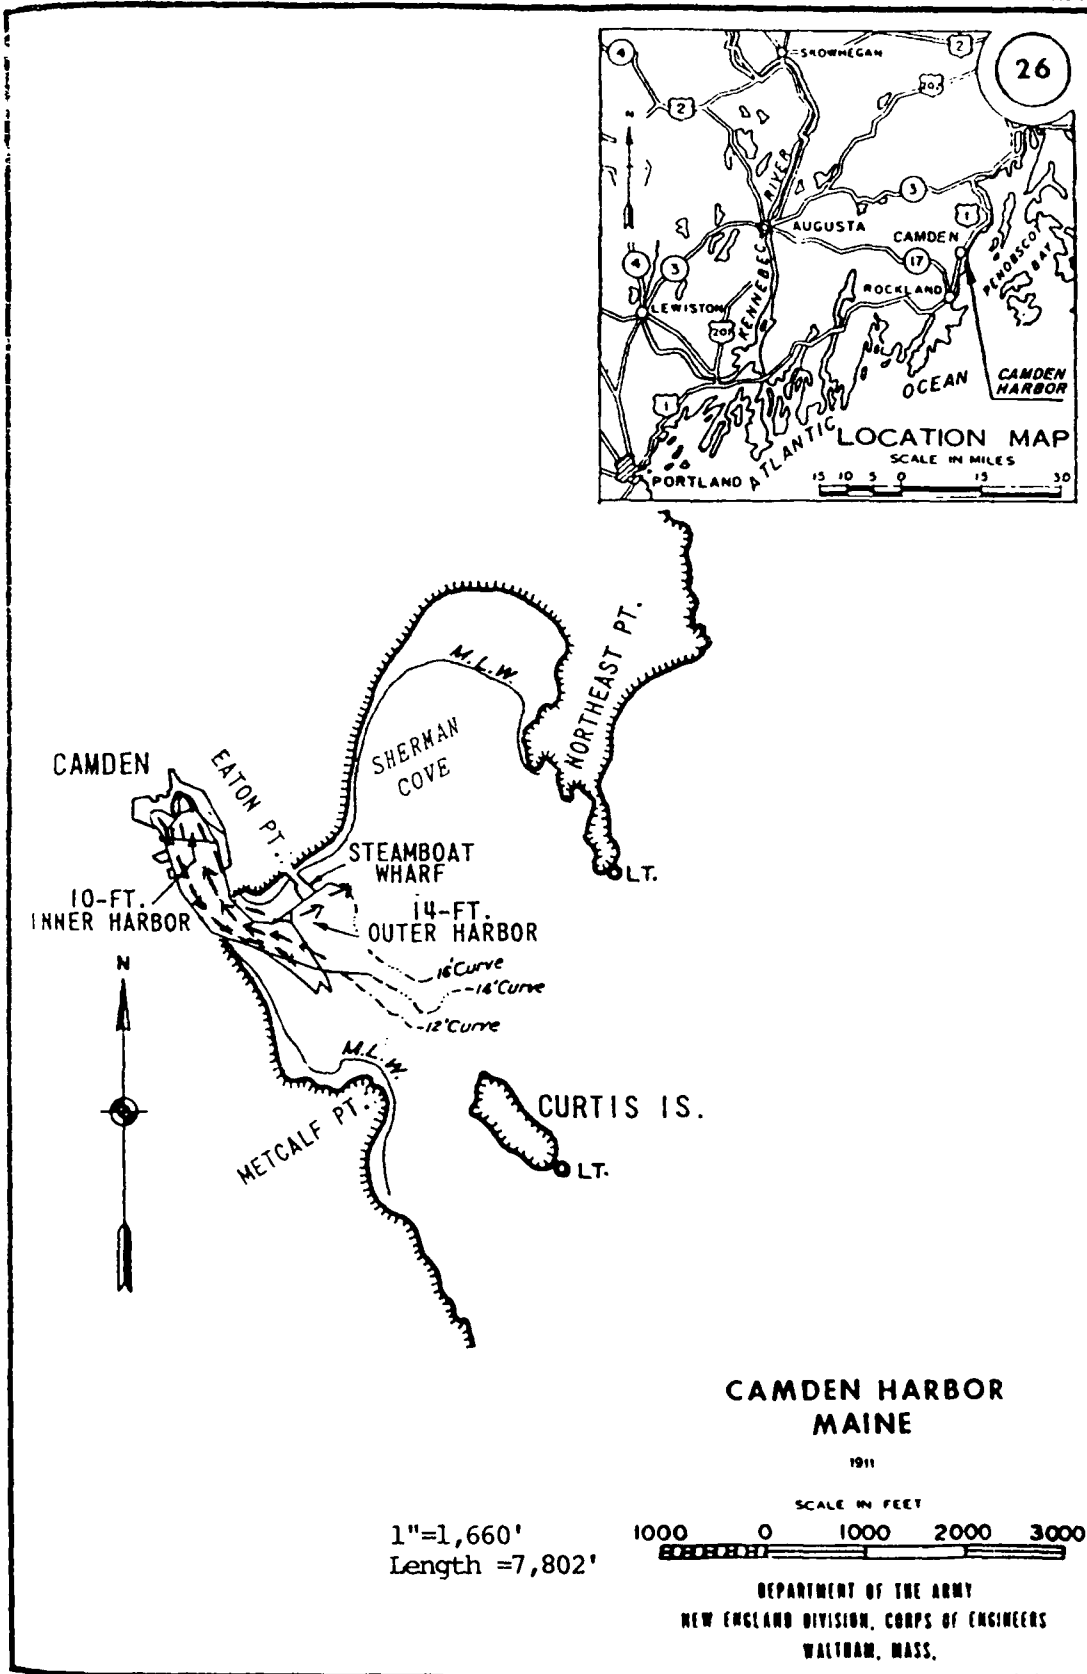 26
4
SKOWHEGAN
2
2
N
RIVER
3
1
AUGUSTA
CAMDEN
PENOBSCOT
BAY
4
3
17
ROCKLAND
LEWISTON
KENNEBEC
OCEAN
CAMDEN
HARBOR
1
ATLANTIC
LOCATION MAP
SCALE IN MILES
PORTLAND
15 10 5 0 15 30
NORTHEAST PT.
M.L.W.
SHERMAN
COVE
CAMDEN
EATON PT.
STEAMBOAT
WHARF
LT.
10-FT.
INNER HARBOR
14-FT.
OUTER HARBOR
N
16'Curve
14'Curve
12'Curve
M.L.W.
METCALF PT.
CURTIS IS.
LT.
CAMDEN HARBOR
MAINE
1911
SCALE IN FEET
1"=1,660'
1000 0 1000 2000 3000
Length =7,802'
DEPARTMENT OF THE ARMY
NEW ENGLAND DIVISION, CORPS OF ENGINEERS
WALTHAM, MASS.